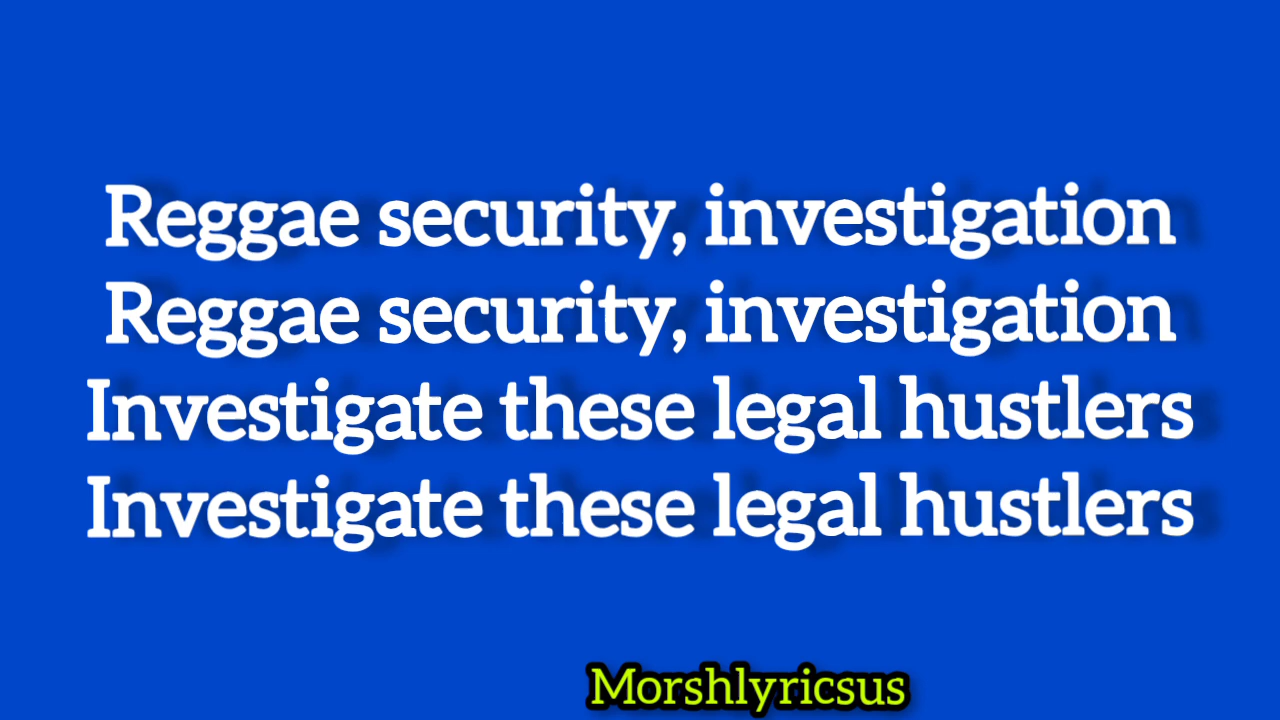 Reggae security, investigation
Reggae security, investigation
Investigate these legal hustlers
Investigate these legal hustlers
Morshlyricsus